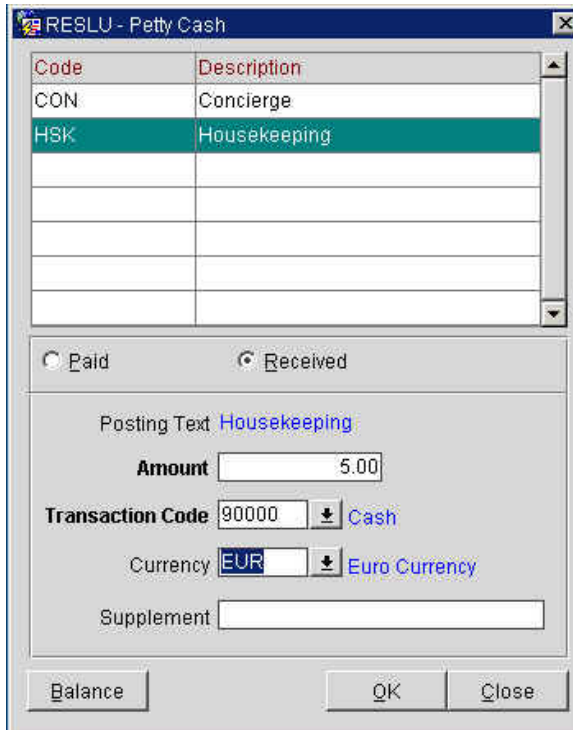 RESLU - Petty Cash
Code Description
CON Concierge
HSK Housekeeping
Paid Received
Posting Text Housekeeping
Amount 5.00
Transaction Code 90000 Cash
Currency EUR Euro Currency
Supplement
Balance OK Close